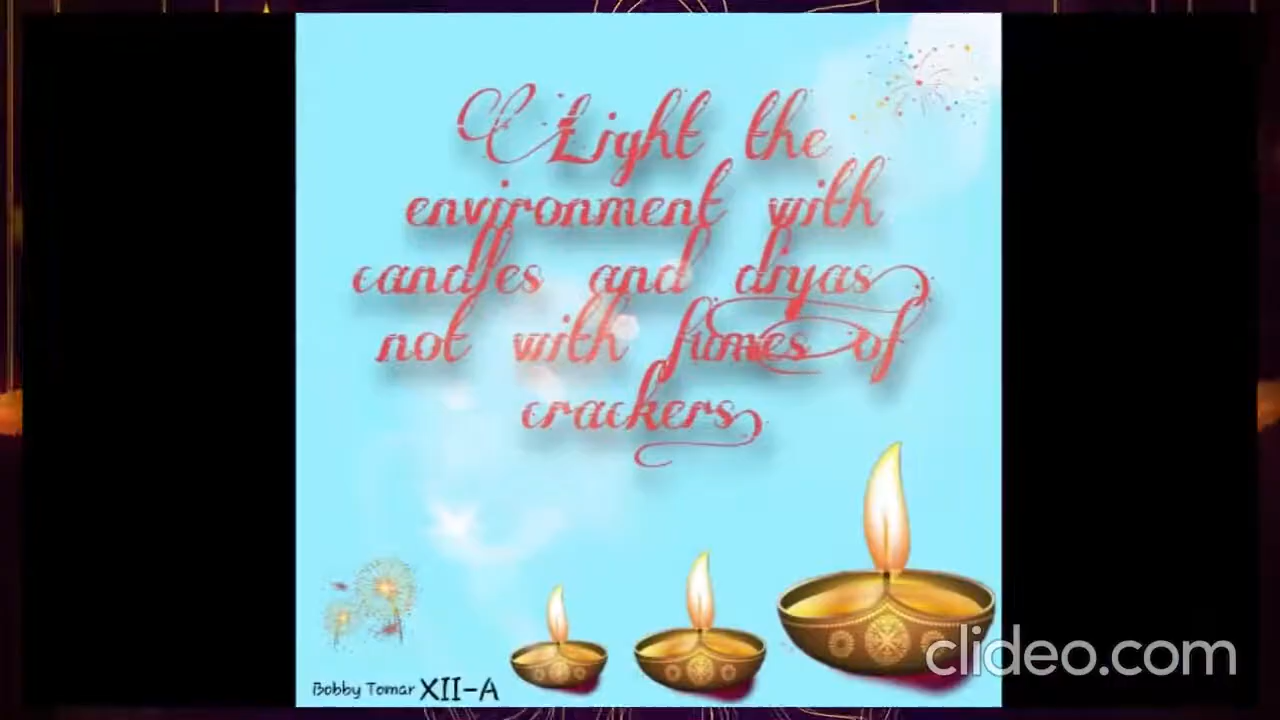 Light the
environment with
candles and diyas
not with fumes of
crackers
Bobby Tomar XII-A
clideo.com